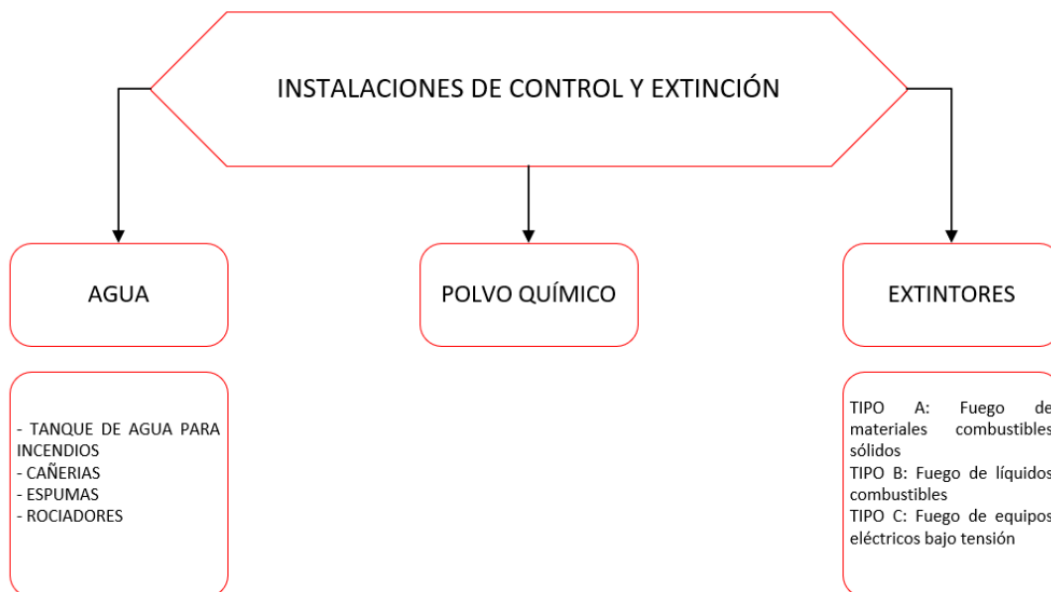 INSTALACIONES DE CONTROL Y EXTINCIÓN
AGUA
POLVO QUÍMICO
EXTINTORES
- TANQUE DE AGUA PARA
INCENDIOS
- CAÑERIAS
- ESPUMAS
- ROCIADORES
TIPO A: Fuego de
materiales combustibles
sólidos
TIPO B: Fuego de líquidos
combustibles
TIPO C: Fuego de equipos
eléctricos bajo tensión